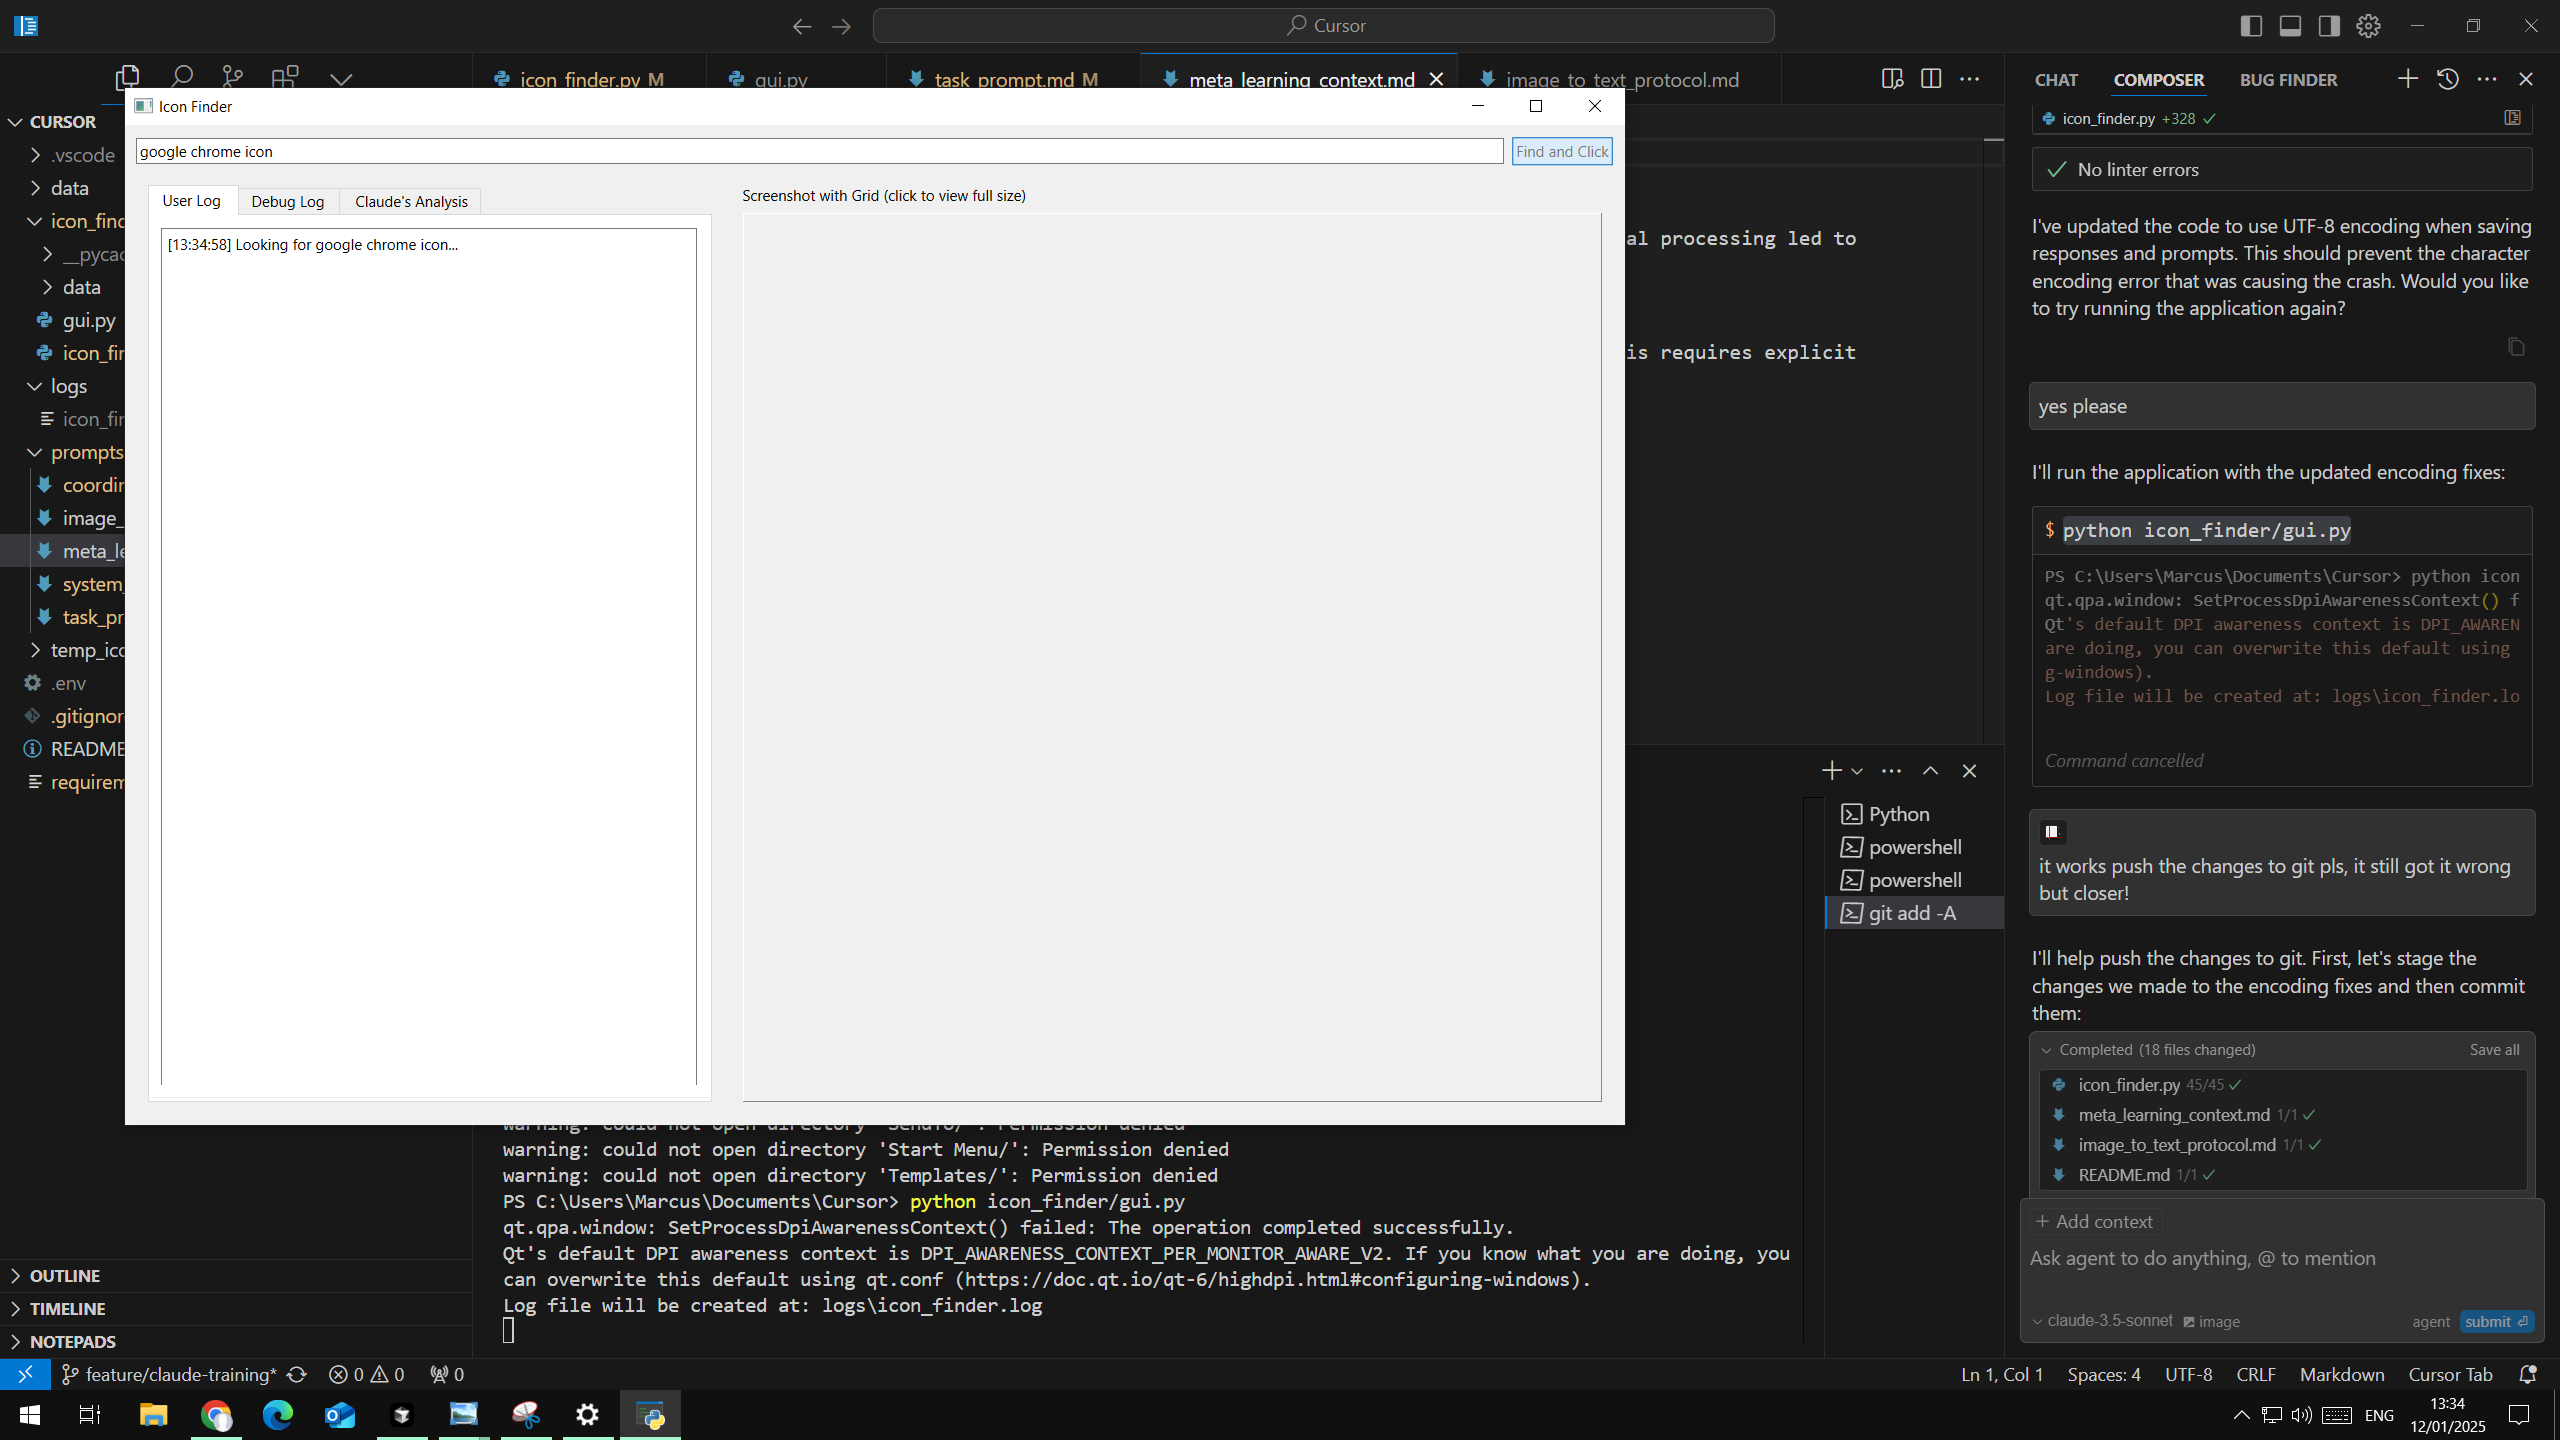 Cursor
icon_finder.py M
gui.py
task_prompt.md M
meta_learning_context.md
image_to_text_protocol.md
CHAT
COMPOSER
BUG FINDER
Icon Finder
google chrome icon
Find and Click
User Log
Debug Log
Claude's Analysis
Screenshot with Grid (click to view full size)
[13:34:58] Looking for google chrome icon...
CURSOR
.vscode
data
icon_find
__pycac
data
gui.py
icon_fin
logs
icon_fin
prompts
coordin
image_
meta_le
system_
task_pr
temp_ico
.env
.gitignor
README
requirem
OUTLINE
TIMELINE
NOTEPADS
al processing led to
is requires explicit
Python
powershell
powershell
git add -A
warning: could not open directory 'SendTo/': Permission denied
warning: could not open directory 'Start Menu/': Permission denied
warning: could not open directory 'Templates/': Permission denied
PS C:\Users\Marcus\Documents\Cursor> python icon_finder/gui.py
qt.qpa.window: SetProcessDpiAwarenessContext() failed: The operation completed successfully.
Qt's default DPI awareness context is DPI_AWARENESS_CONTEXT_PER_MONITOR_AWARE_V2. If you know what you are doing, you
can overwrite this default using qt.conf (https://doc.qt.io/qt-6/highdpi.html#configuring-windows).
Log file will be created at: logs\icon_finder.log
icon_finder.py +328
No linter errors
I've updated the code to use UTF-8 encoding when saving
responses and prompts. This should prevent the character
encoding error that was causing the crash. Would you like
to try running the application again?
yes please
I'll run the application with the updated encoding fixes:
$ python icon_finder/gui.py
PS C:\Users\Marcus\Documents\Cursor> python icon
qt.qpa.window: SetProcessDpiAwarenessContext() f
Qt's default DPI awareness context is DPI_AWAREN
are doing, you can overwrite this default using
g-windows).
Log file will be created at: logs\icon_finder.lo
Command cancelled
it works push the changes to git pls, it still got it wrong
but closer!
I'll help push the changes to git. First, let's stage the
changes we made to the encoding fixes and then commit
them:
Completed (18 files changed)
Save all
icon_finder.py 45/45
meta_learning_context.md 1/1
image_to_text_protocol.md 1/1
README.md 1/1
+ Add context
Ask agent to do anything, @ to mention
claude-3.5-sonnet
image
agent
submit
feature/claude-training*
0
0
0
Ln 1, Col 1
Spaces: 4
UTF-8
CRLF
Markdown
Cursor Tab
ENG
13:34
12/01/2025